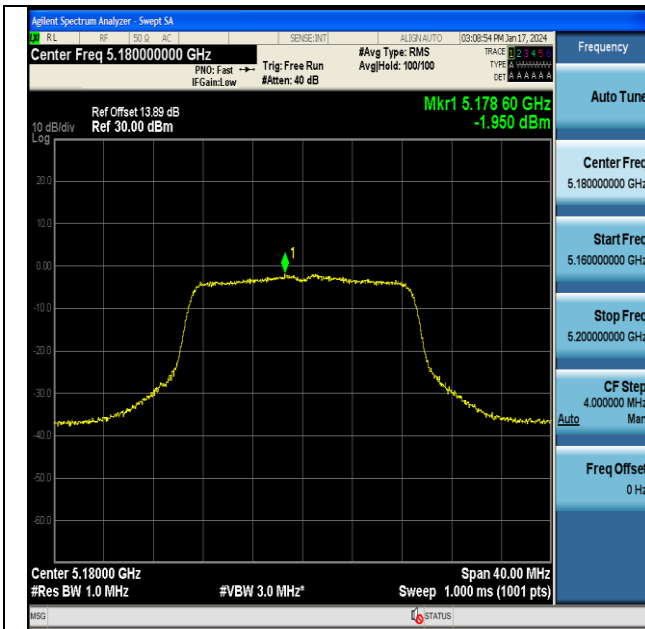 Agilent Spectrum Analyzer - Swept SA
RL RF 50 Ω AC SENSE:INT ALIGN AUTO 03:08:54 PM Jan 17, 2024
Center Freq 5.180000000 GHz
PNO: Fast
IFGain:Low
Trig: Free Run
#Atten: 40 dB
#Avg Type: RMS
Avg|Hold: 100/100
TRACE 1 2 3 4 5 6
TYPE A
DET A A A A A A
Ref Offset 13.89 dB
10 dB/div Ref 30.00 dBm
Log
Mkr1 5.178 60 GHz
-1.950 dBm
20.0
10.0
0.00
-10.0
-20.0
-30.0
-40.0
-50.0
-60.0
1
Center 5.18000 GHz Span 40.00 MHz
#Res BW 1.0 MHz #VBW 3.0 MHz* Sweep 1.000 ms (1001 pts)
MSG STATUS
Frequency
Auto Tune
Center Freq
5.180000000 GHz
Start Freq
5.160000000 GHz
Stop Freq
5.200000000 GHz
CF Step
4.000000 MHz
Auto Man
Freq Offset
0 Hz